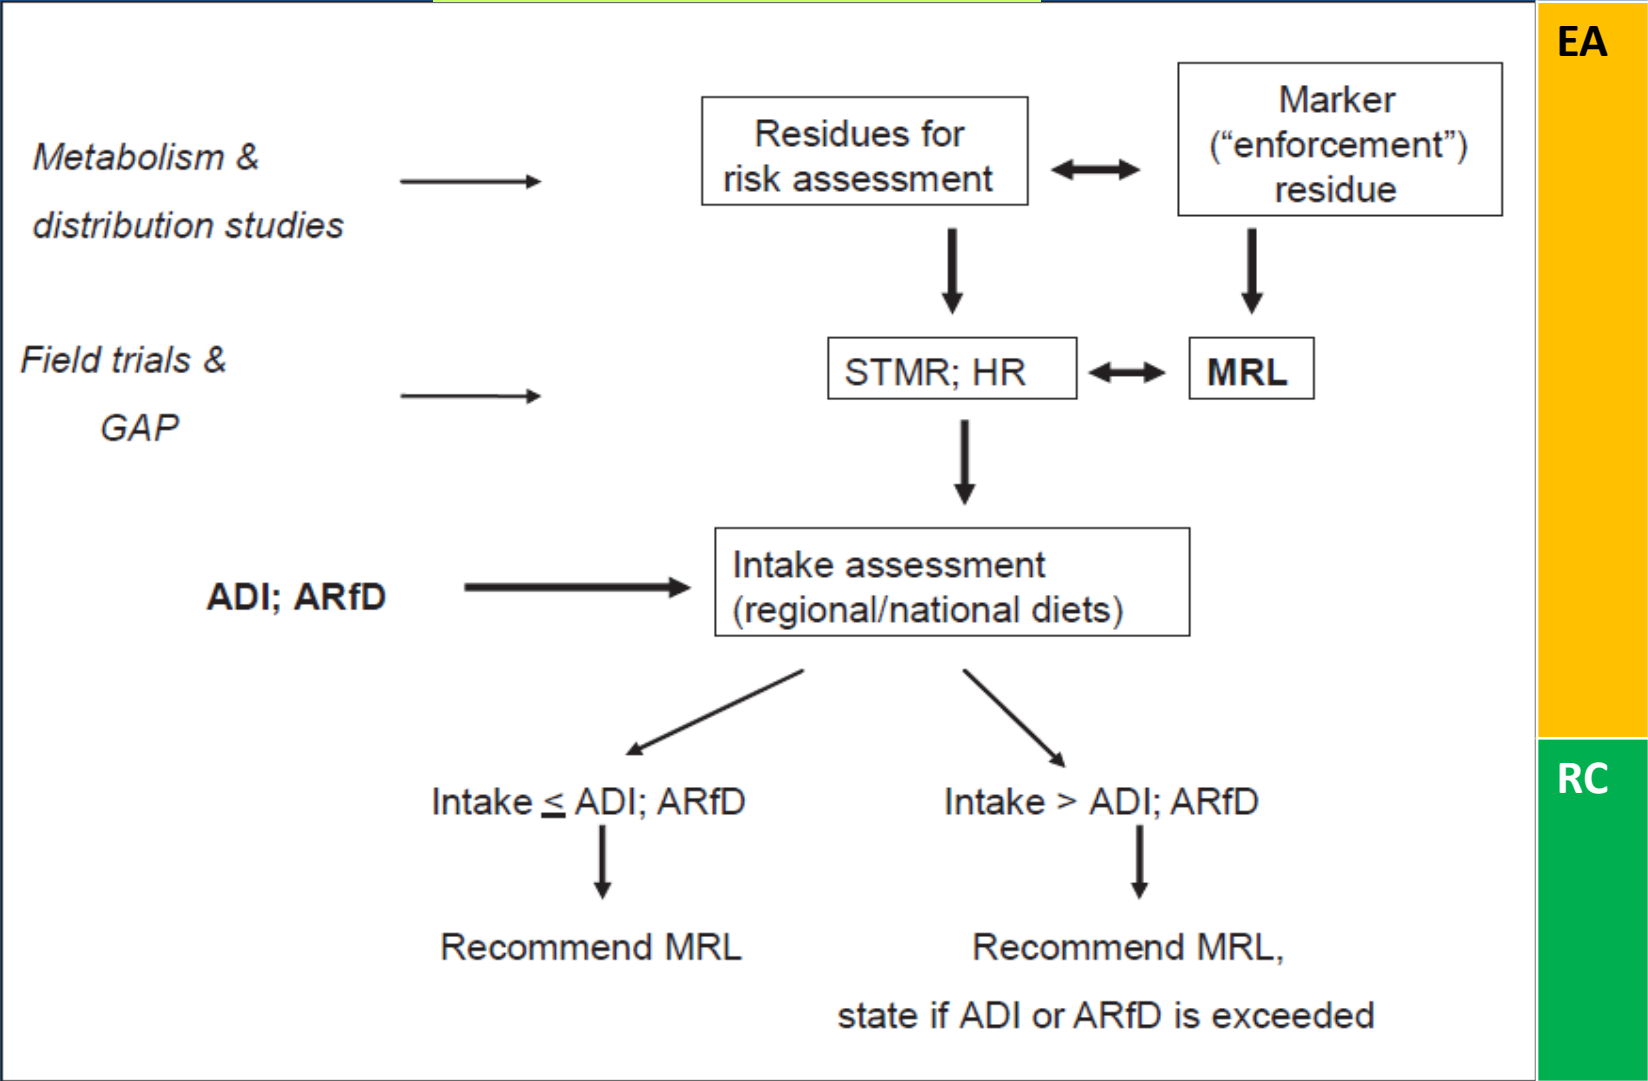 EA
Marker
(“enforcement”)
residue
Residues for
risk assessment
Metabolism &
distribution studies
Field trials &
GAP
STMR; HR
MRL
ADI; ARfD
Intake assessment
(regional/national diets)
RC
Intake ≤ ADI; ARfD
Intake > ADI; ARfD
Recommend MRL
Recommend MRL,
state if ADI or ARfD is exceeded